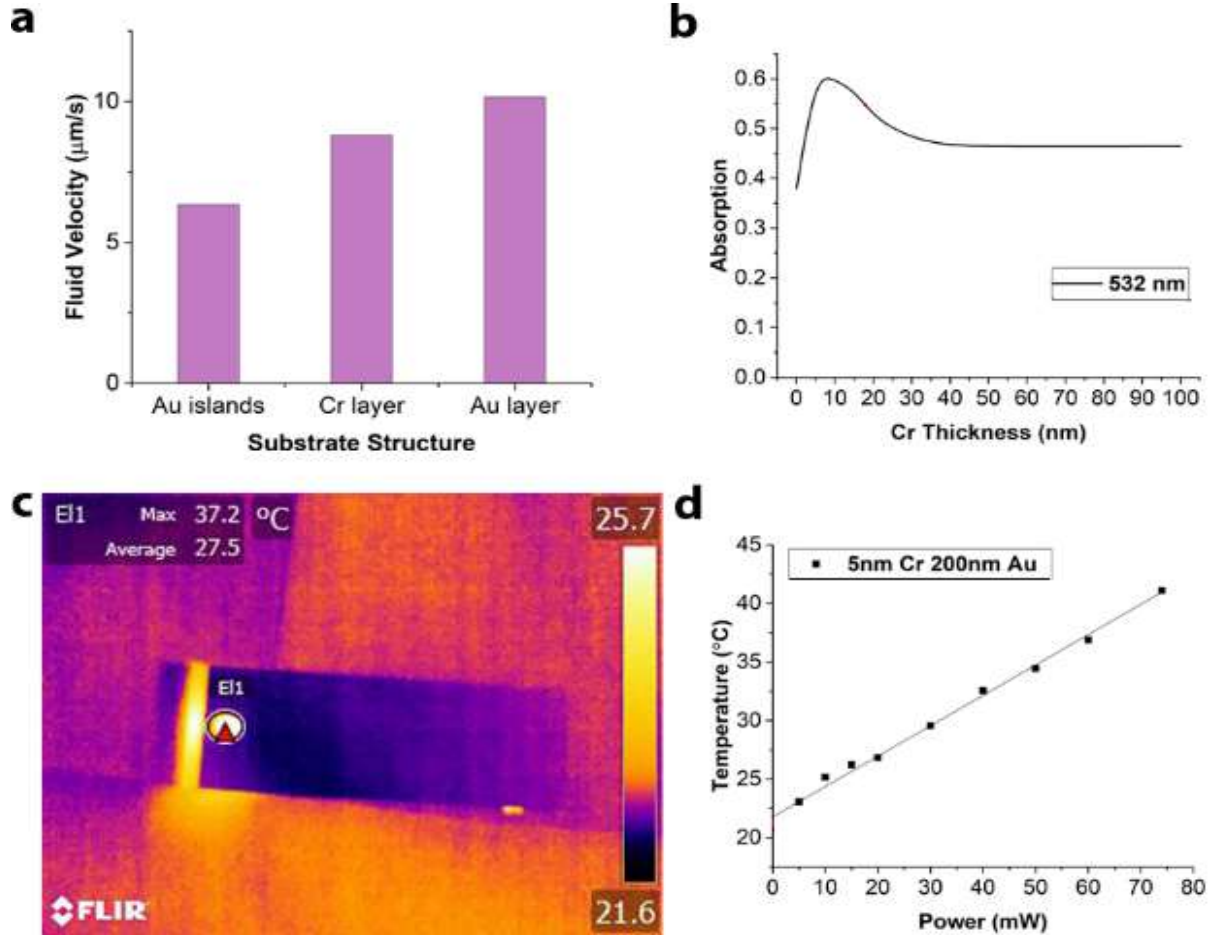 a
Fluid Velocity (µm/s)
10
5
0
Au islands Cr layer Au layer
Substrate Structure
b
Absorption
0.6
0.5
0.4
0.3
0.2
0.1
0.0
532 nm
0 10 20 30 40 50 60 70 80 90 100
Cr Thickness (nm)
c
El1 Max 37.2 ºC
Average 27.5
25.7
El1
21.6
FLIR
d
Temperature (°C)
45
40
35
30
25
20
5nm Cr 200nm Au
0 10 20 30 40 50 60 70 80
Power (mW)